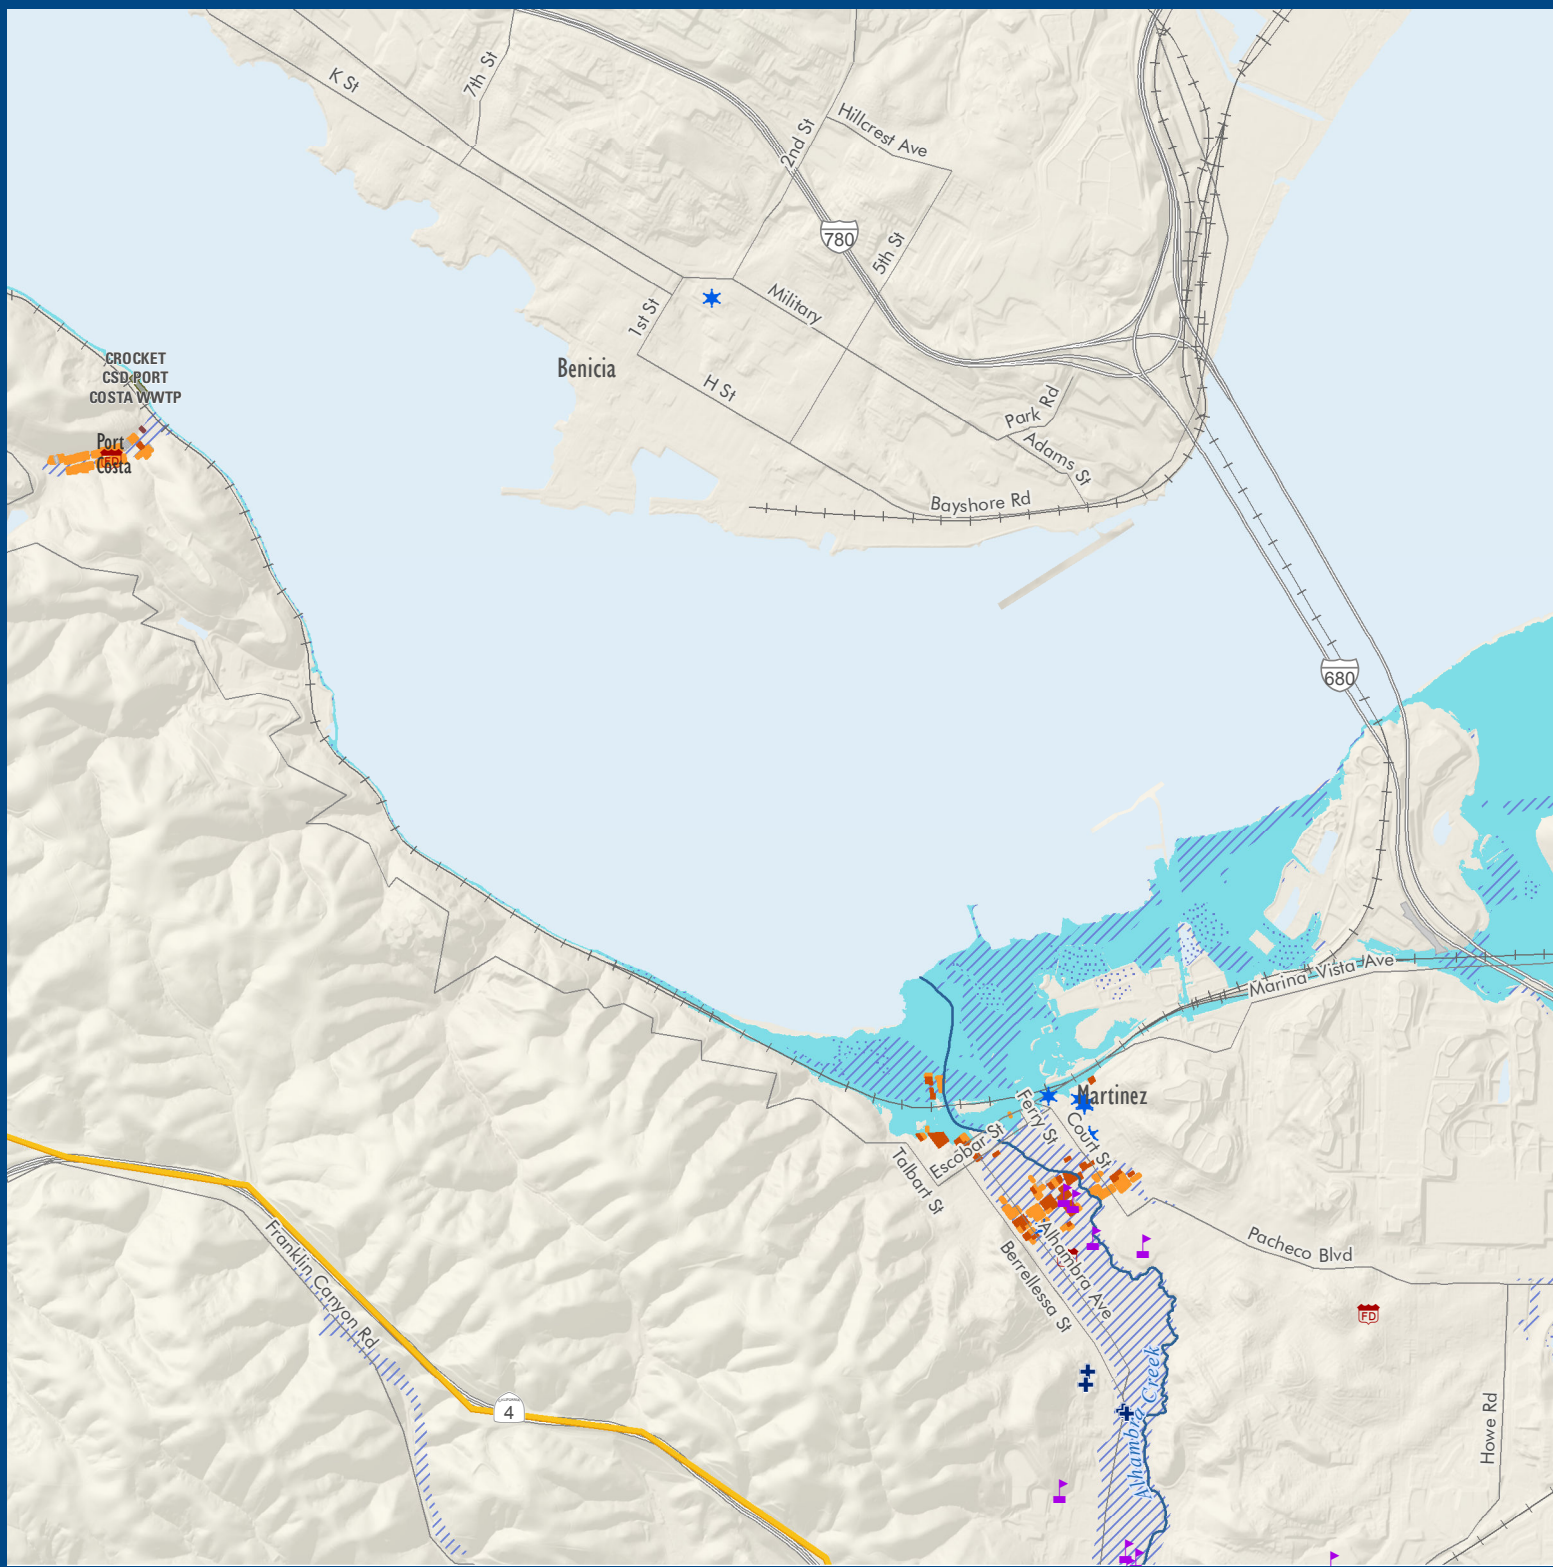 K St
7th St
2nd St
Hillcrest Ave
780
5th St
1st St
Military
Benicia
H St
Park Rd
Adams St
Bayshore Rd
CROCKET
CSD PORT
COSTA WWTP
Port
Costa
FD
680
Marina Vista Ave
Martinez
Ferry St
Court St
Escobar St
Talbart St
Alhambra Ave
Berrellessa St
Pacheco Blvd
FD
Franklin Canyon Rd
CALIFORNIA
4
Alhambra Creek
Howe Rd